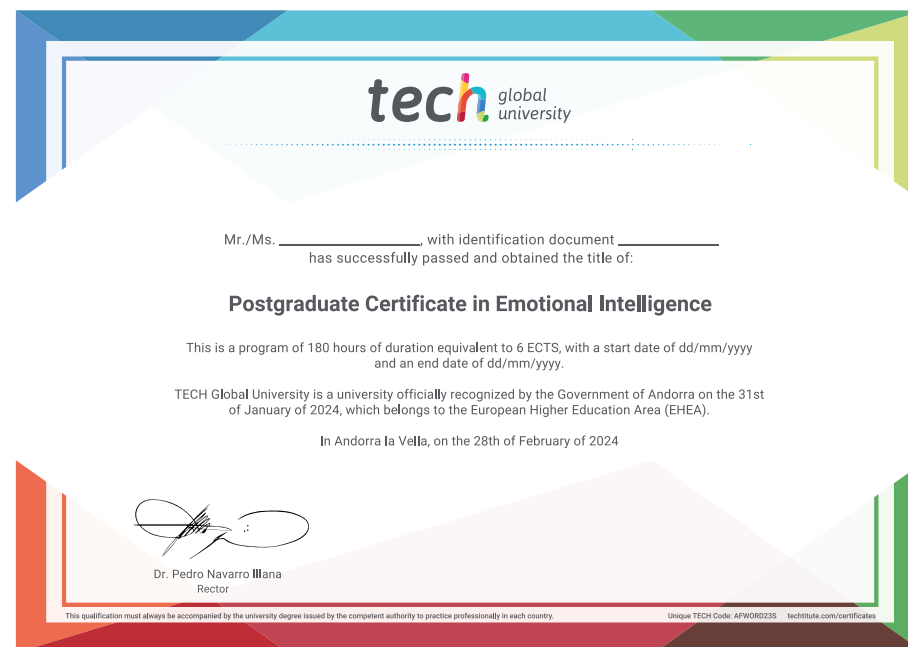 tech global
university
Mr./Ms. ____________________, with identification document ______________
has successfully passed and obtained the title of:
Postgraduate Certificate in Emotional Intelligence
This is a program of 180 hours of duration equivalent to 6 ECTS, with a start date of dd/mm/yyyy
and an end date of dd/mm/yyyy.
TECH Global University is a university officially recognized by the Government of Andorra on the 31st
of January of 2024, which belongs to the European Higher Education Area (EHEA).
In Andorra la Vella, on the 28th of February of 2024
Dr. Pedro Navarro Illana
Rector
This qualification must always be accompanied by the university degree issued by the competent authority to practice professionally in each country.
Unique TECH Code: AFWORD23S techtitute.com/certificates